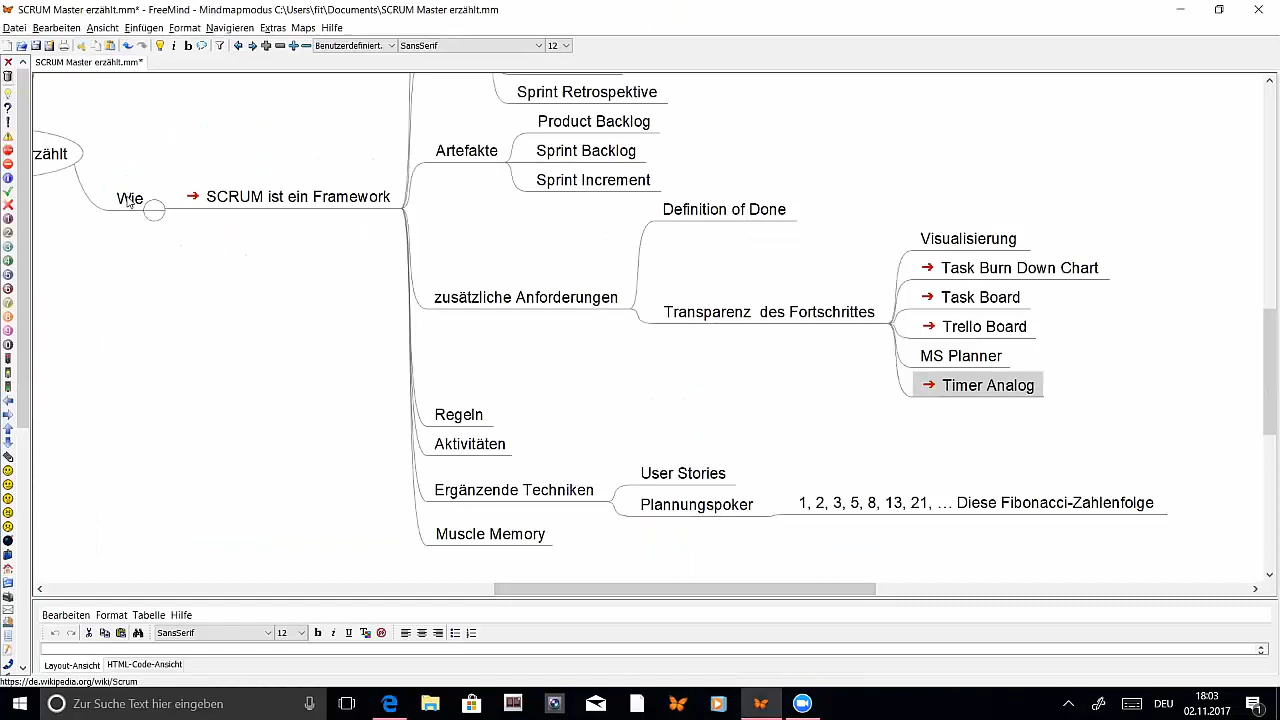 SCRUM Master erzählt.mm* - FreeMind - Mindmapmodus C:\Users\fit\Documents\SCRUM Master erzählt.mm
Datei Bearbeiten Ansicht Einfügen Format Navigieren Extras Maps Hilfe
Benutzerdefiniert. SansSerif 12
SCRUM Master erzählt.mm*
Sprint Retrospektive
Product Backlog
zählt
Artefakte
Sprint Backlog
Sprint Increment
Wie
SCRUM ist ein Framework
Definition of Done
Visualisierung
Task Burn Down Chart
zusätzliche Anforderungen
Task Board
Transparenz des Fortschrittes
Trello Board
MS Planner
Timer Analog
Regeln
Aktivitäten
User Stories
Ergänzende Techniken
Plannungspoker
1, 2, 3, 5, 8, 13, 21, … Diese Fibonacci-Zahlenfolge
Muscle Memory
Bearbeiten Format Tabelle Hilfe
SansSerif 12
Layout-Ansicht HTML-Code-Ansicht
https://de.wikipedia.org/wiki/Scrum
Zur Suche Text hier eingeben
DEU
18:03
02.11.2017